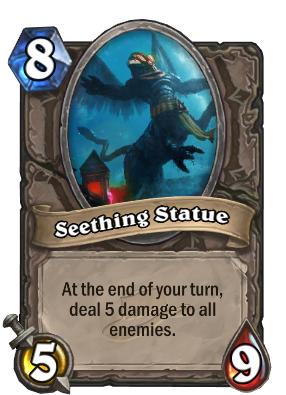 8
Seething Statue
At the end of your turn,
deal 5 damage to all
enemies.
5
9